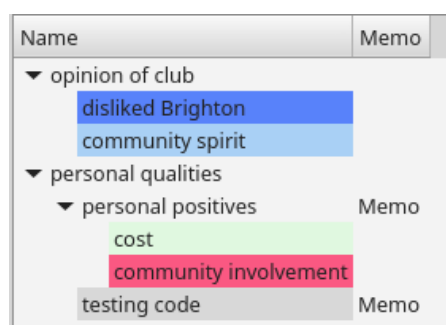 Name Memo
opinion of club
disliked Brighton
community spirit
personal qualities
personal positives Memo
cost
community involvement
testing code Memo